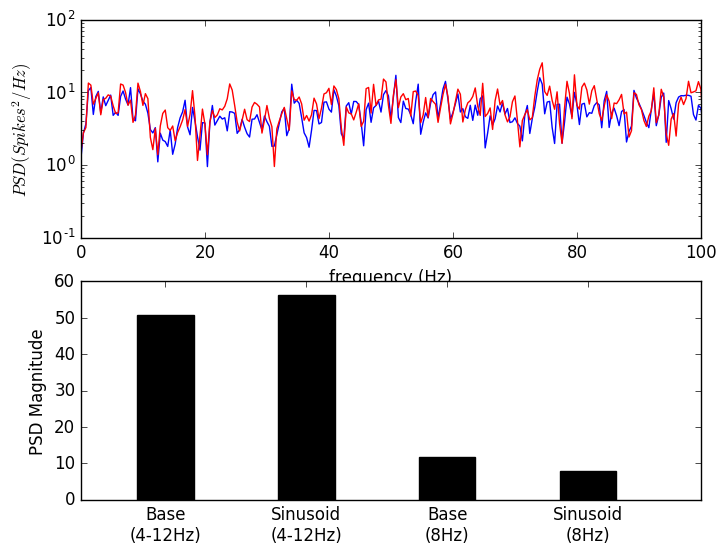 10^2
10^1
10^0
10^-1
PSD(Spikes^2/Hz)
0 20 40 60 80 100
frequency (Hz)
60
50
40
30
20
10
0
PSD Magnitude
Base Sinusoid Base Sinusoid
(4-12Hz) (4-12Hz) (8Hz) (8Hz)